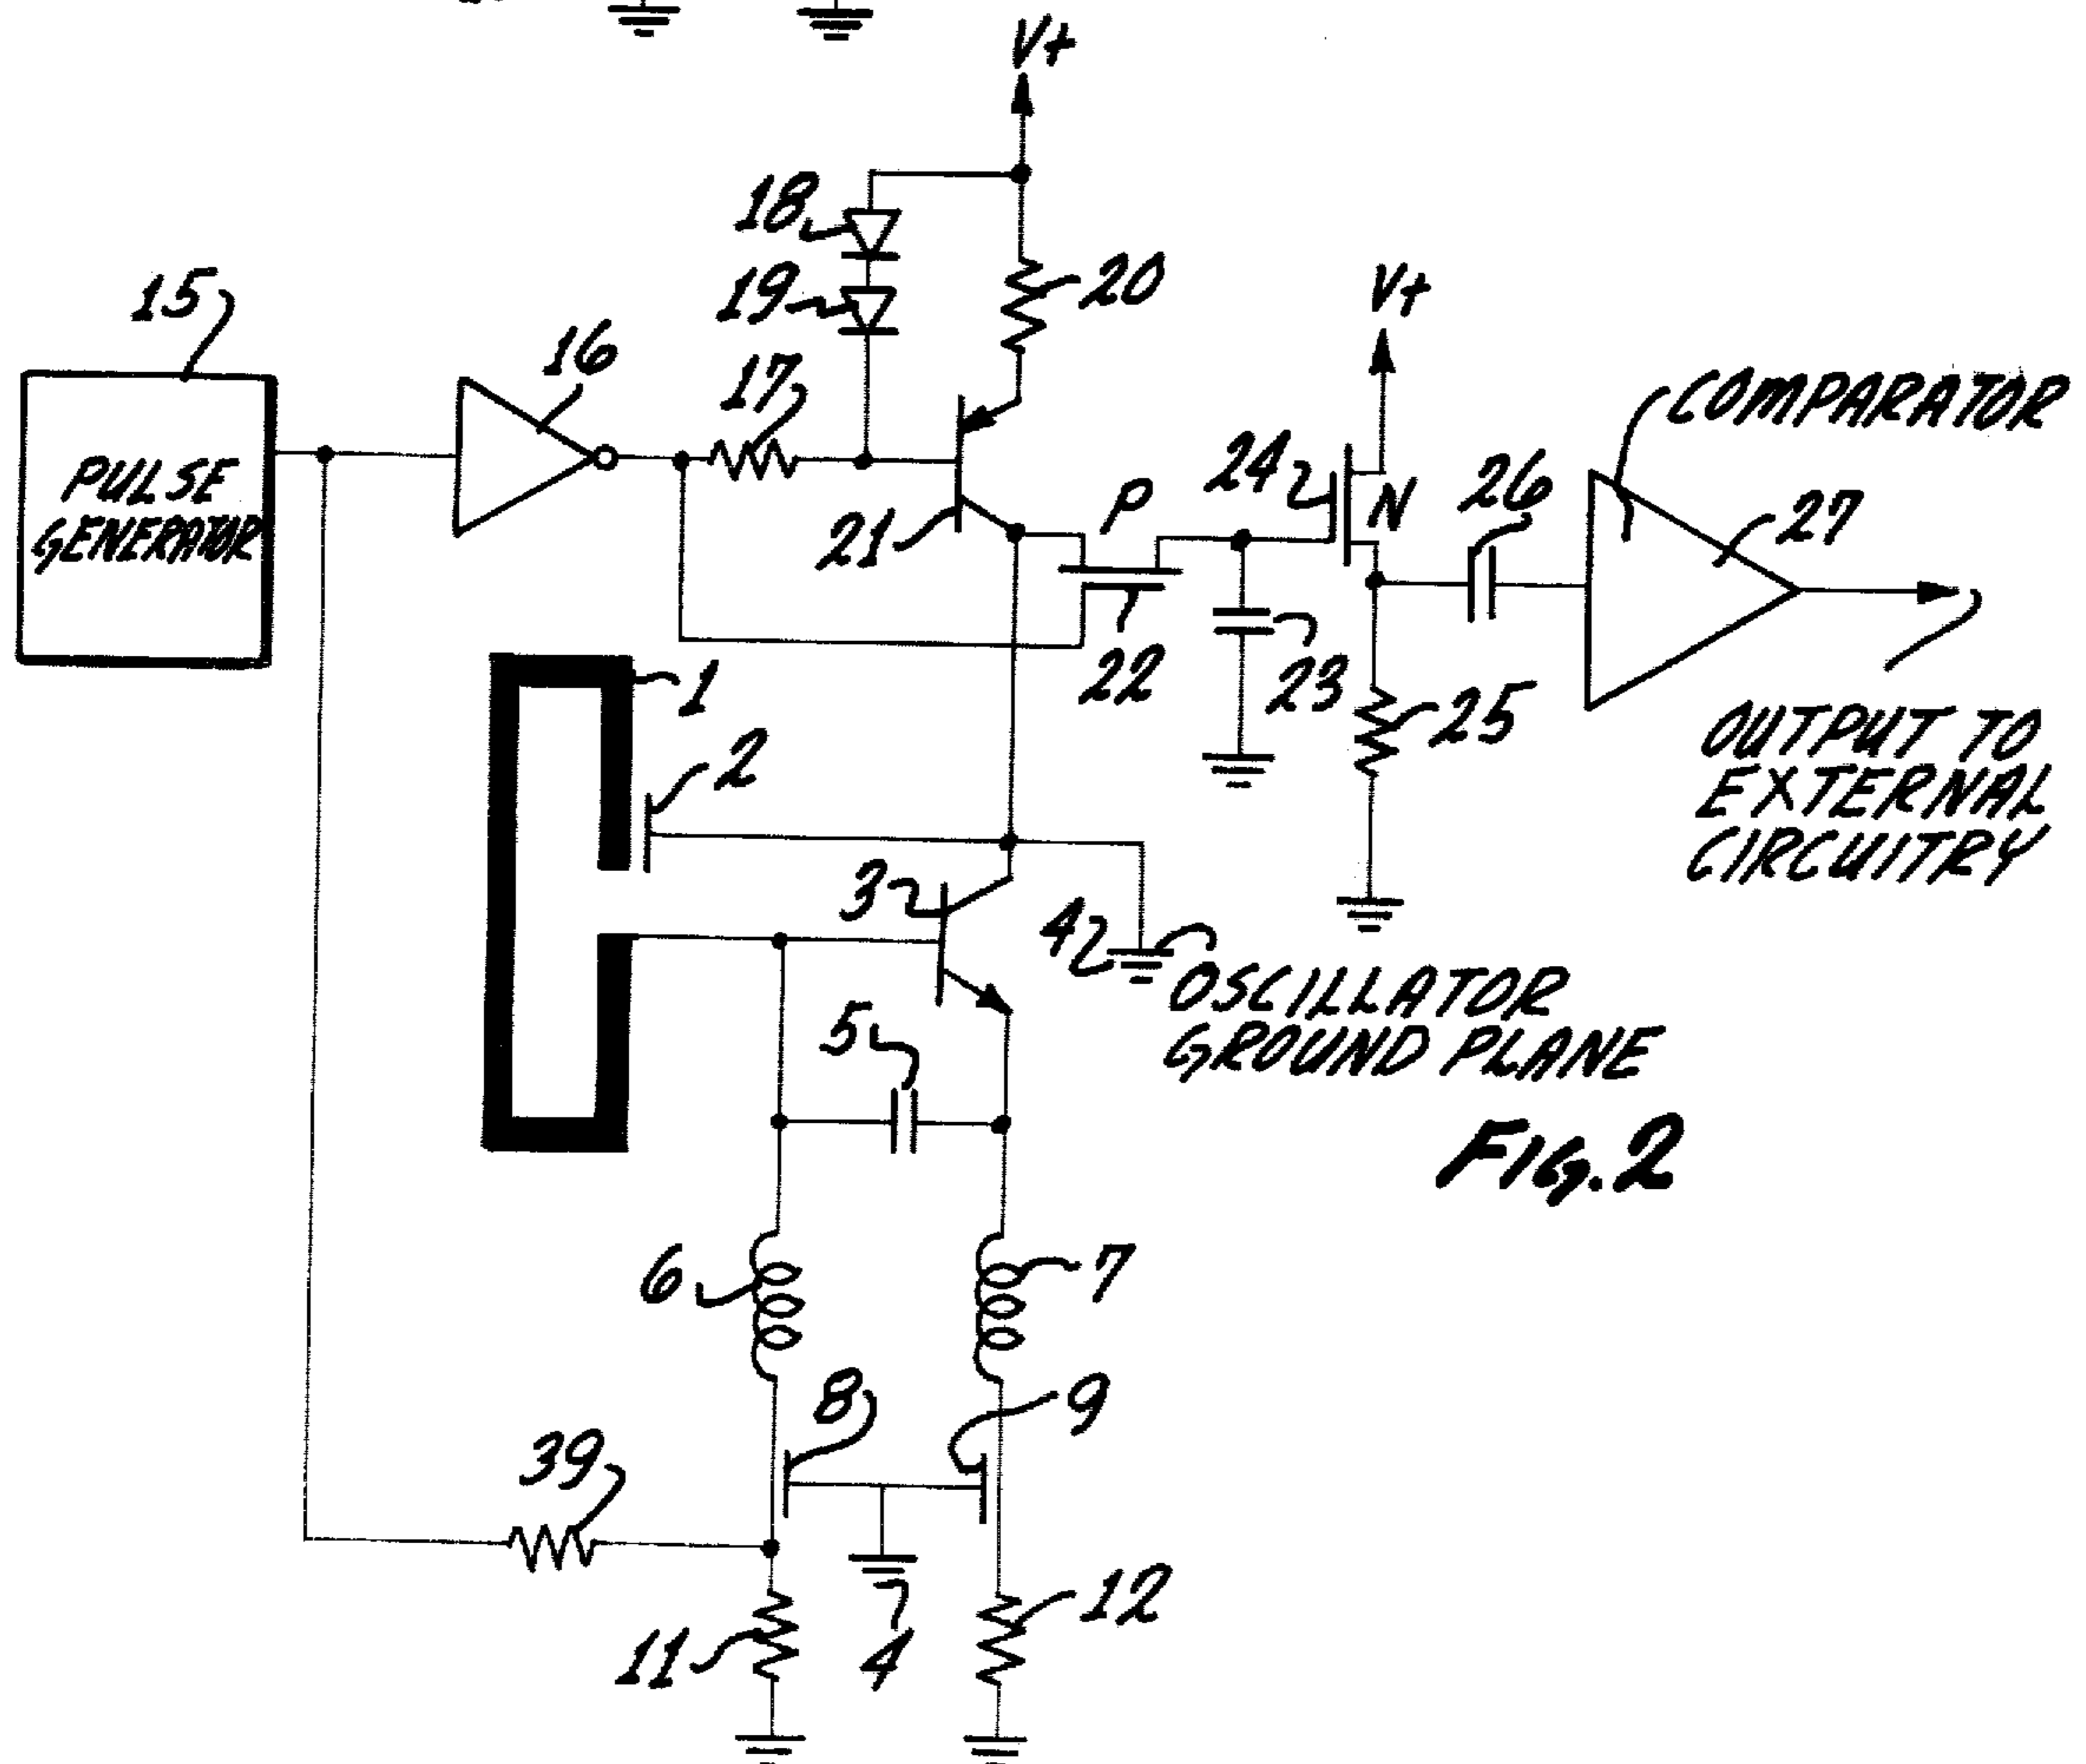 V+
18
19
20
15
16
17
V+
COMPARATOR
PULSE
GENERATOR
21
P
24
N
26
27
22
23
25
1
2
OUTPUT TO
EXTERNAL
CIRCUITRY
3
42
OSCILLATOR
GROUND PLANE
5
FIG. 2
6
7
8
9
39
11
4
12